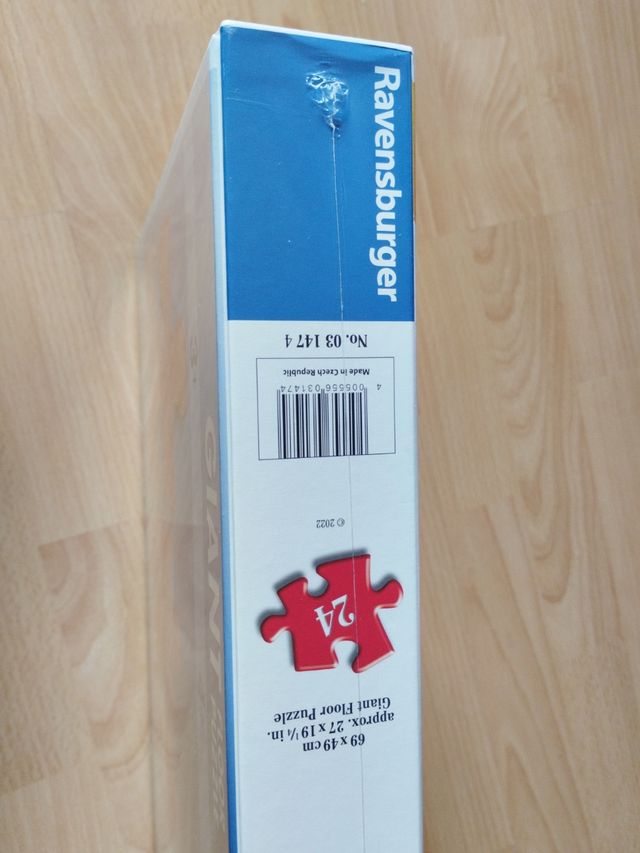 Ravensburger
No. 03 147 4
Made in Czech Republic
4 005556 031474
© 2022
24
69 x 49 cm
approx. 27 x 19 ¼ in.
Giant Floor Puzzle
GIANT